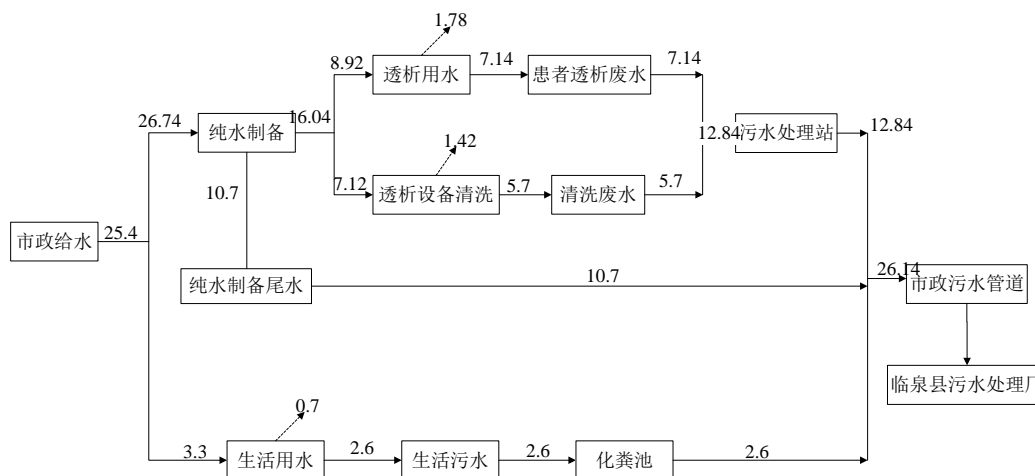 1.78
8.92
透析用水
7.14
患者透析废水
7.14
26.74
纯水制备
16.04
12.84
污水处理站
12.84
1.42
10.7
7.12
透析设备清洗
5.7
清洗废水
5.7
市政给水
25.4
纯水制备尾水
10.7
26.14
市政污水管道
临泉县污水处理厂
0.7
3.3
生活用水
2.6
生活污水
2.6
化粪池
2.6